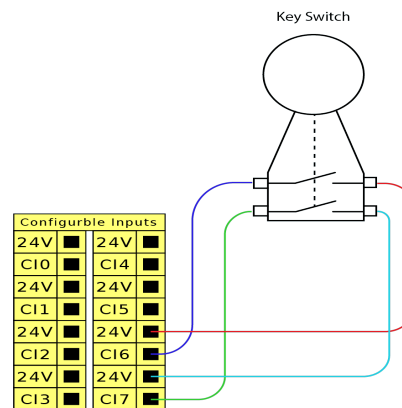 Key Switch
Configurble Inputs
24V 24V
CI0 CI4
24V 24V
CI1 CI5
24V 24V
CI2 CI6
24V 24V
CI3 CI7